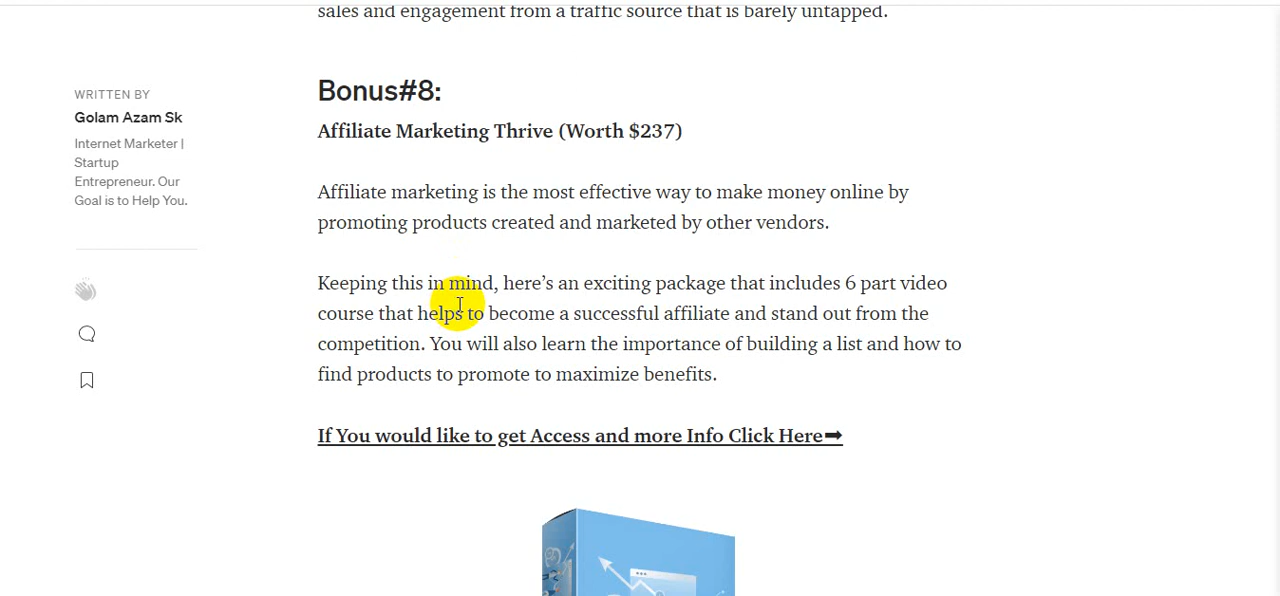 sales and engagement from a traffic source that is barely untapped.
WRITTEN BY
Golam Azam Sk
Internet Marketer |
Startup
Entrepreneur. Our
Goal is to Help You.
Bonus#8:
Affiliate Marketing Thrive (Worth $237)
Affiliate marketing is the most effective way to make money online by
promoting products created and marketed by other vendors.
Keeping this in mind, here’s an exciting package that includes 6 part video
course that helps to become a successful affiliate and stand out from the
competition. You will also learn the importance of building a list and how to
find products to promote to maximize benefits.
If You would like to get Access and more Info Click Here➡